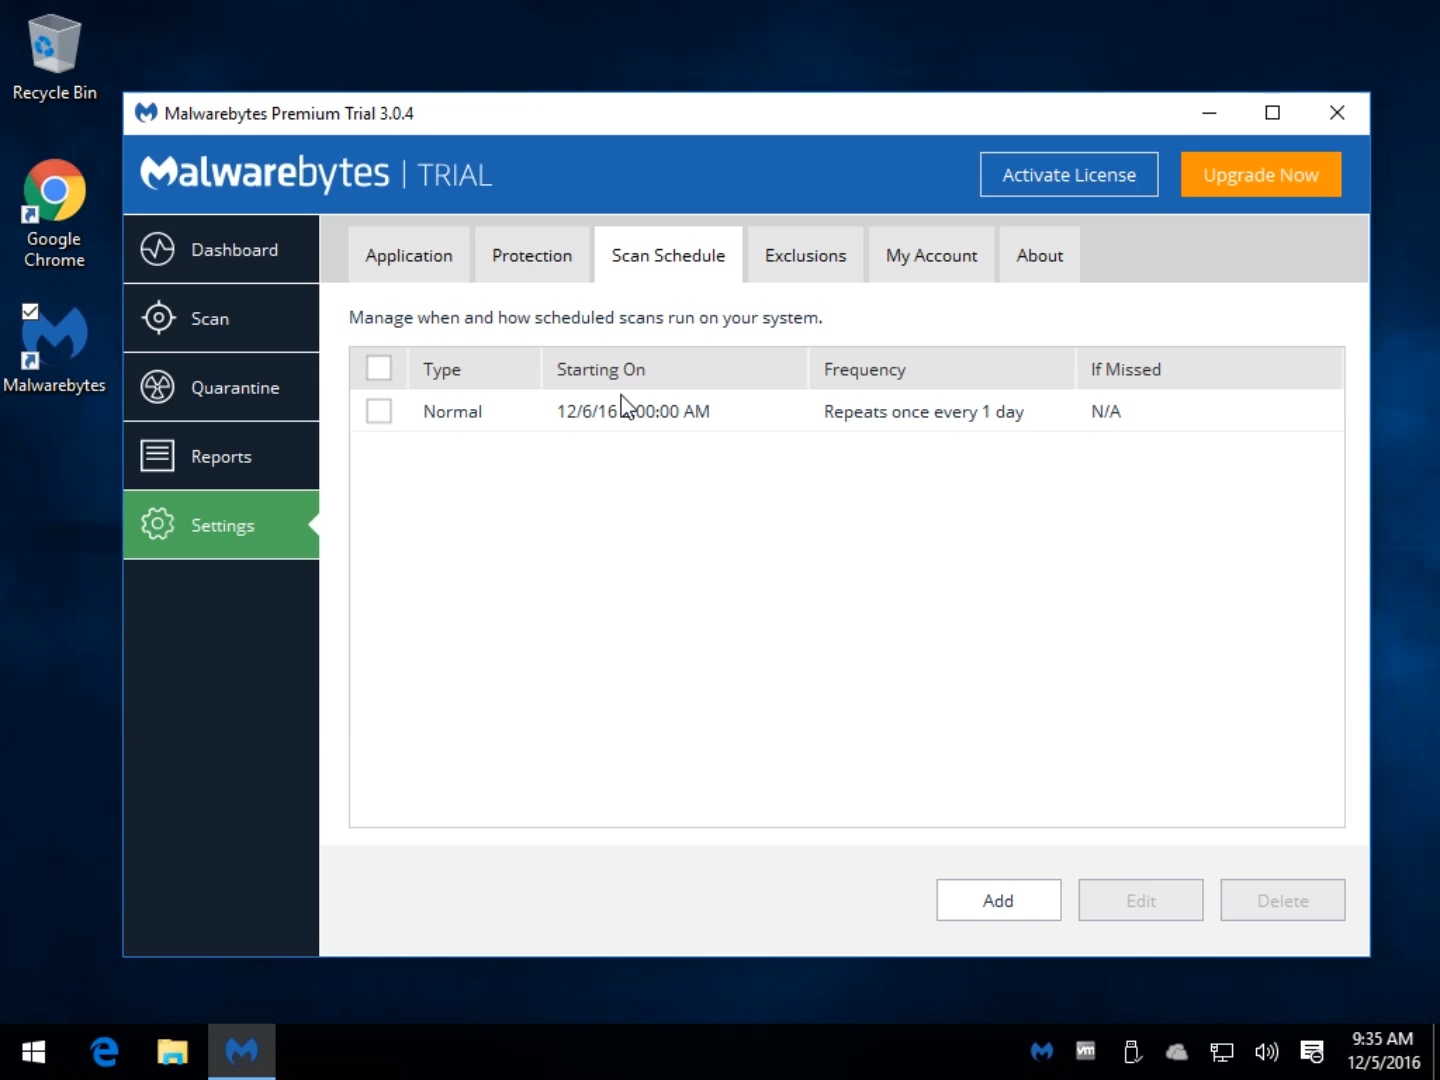 Recycle Bin
Google
Chrome
Malwarebytes
Malwarebytes Premium Trial 3.0.4
Malwarebytes | TRIAL
Activate License
Upgrade Now
Dashboard
Scan
Quarantine
Reports
Settings
Application
Protection
Scan Schedule
Exclusions
My Account
About
Manage when and how scheduled scans run on your system.
Type
Starting On
Frequency
If Missed
Normal
12/6/16 :00:00 AM
Repeats once every 1 day
N/A
Add
Edit
Delete
vm
9:35 AM
12/5/2016